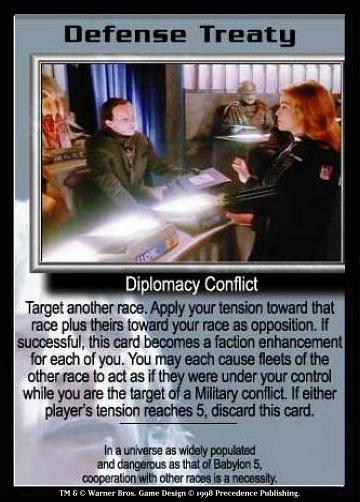 Defense Treaty
Diplomacy Conflict
Target another race. Apply your tension toward that
race plus theirs toward your race as opposition. If
successful, this card becomes a faction enhancement
for each of you. You may each cause fleets of the
other race to act as if they were under your control
while you are the target of a Military conflict. If either
player's tension reaches 5, discard this card.
In a universe as widely populated
and dangerous as that of Babylon 5,
cooperation with other races is a necessity.
TM & © Warner Bros. Game Design © 1998 Precedence Publishing.